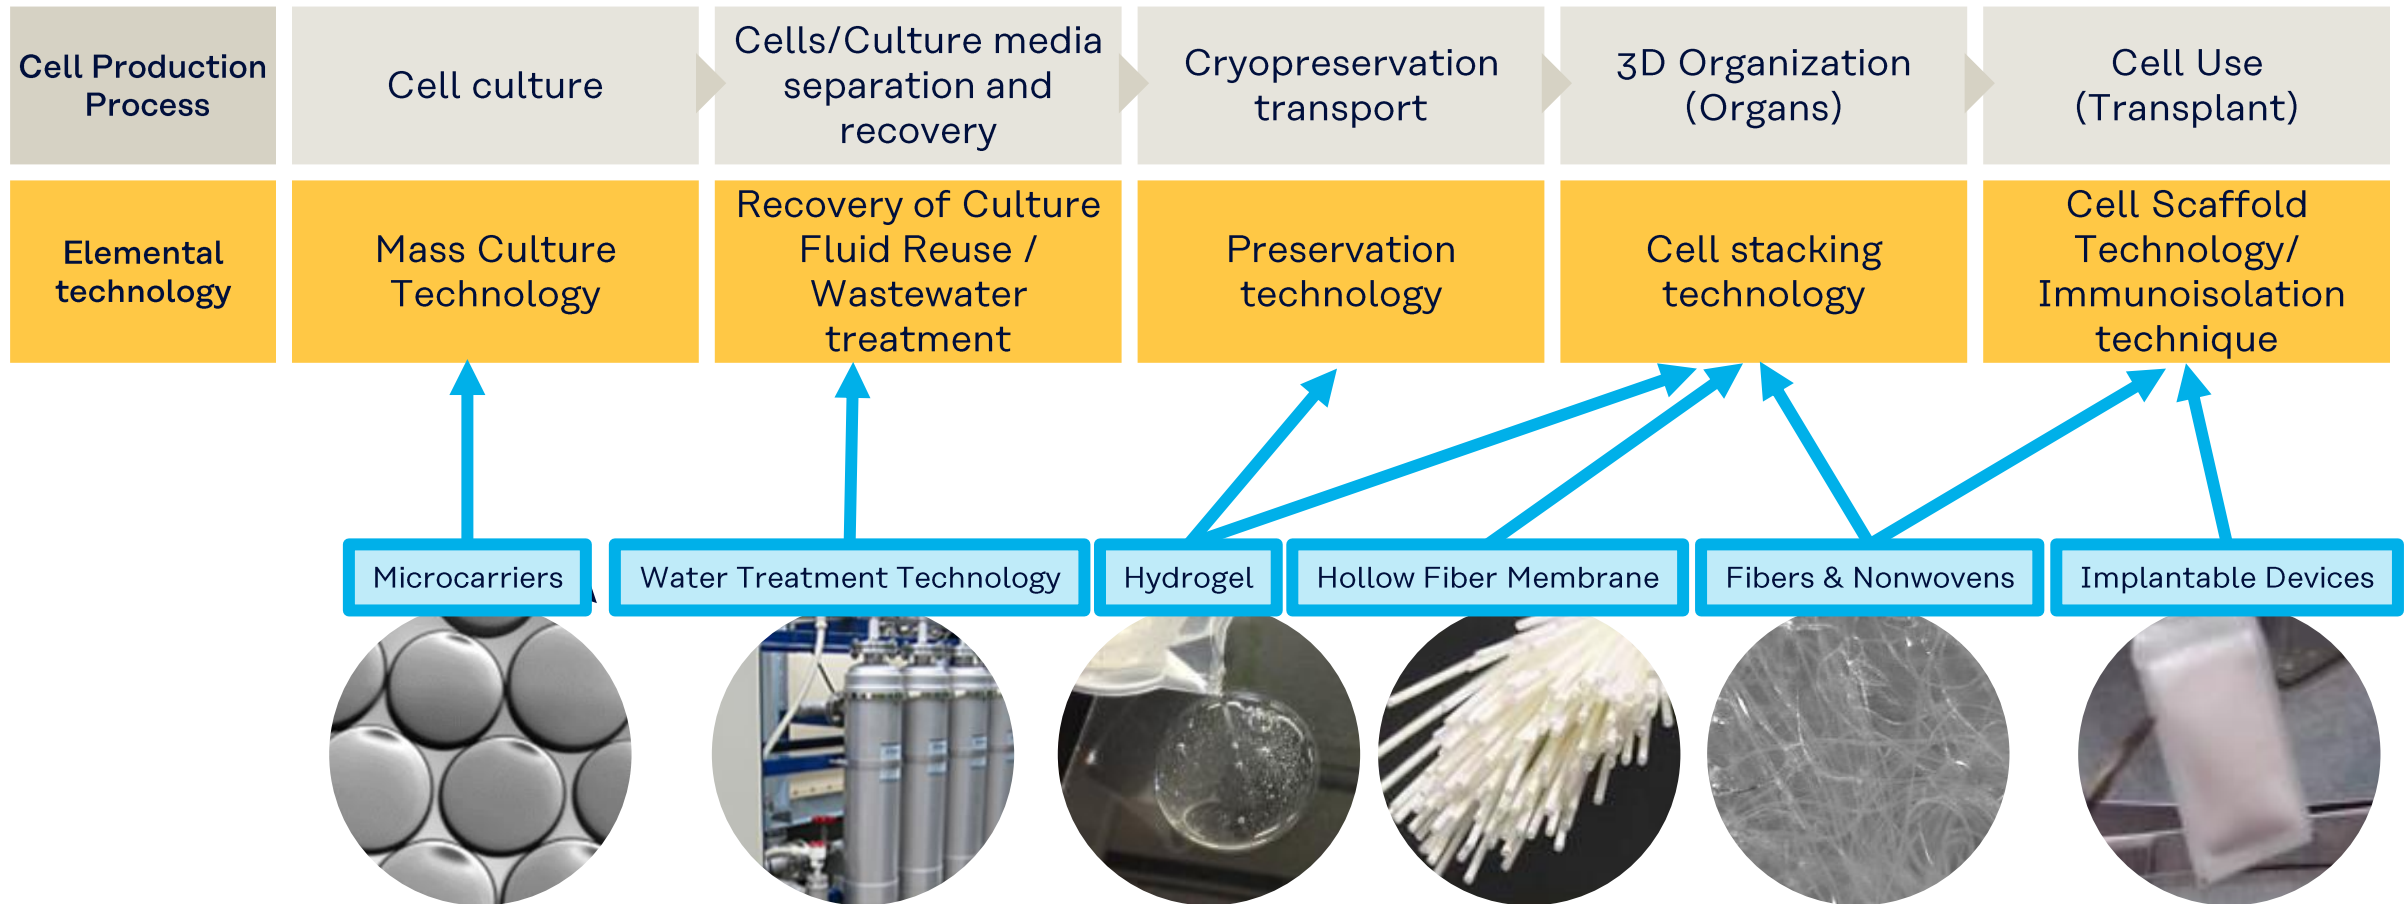 Cell Production
Process
Cell culture
Cells/Culture media
separation and
recovery
Cryopreservation
transport
3D Organization
(Organs)
Cell Use
(Transplant)
Elemental
technology
Mass Culture
Technology
Recovery of Culture
Fluid Reuse /
Wastewater
treatment
Preservation
technology
Cell stacking
technology
Cell Scaffold
Technology/
Immunoisolation
technique
Microcarriers
Water Treatment Technology
Hydrogel
Hollow Fiber Membrane
Fibers & Nonwovens
Implantable Devices